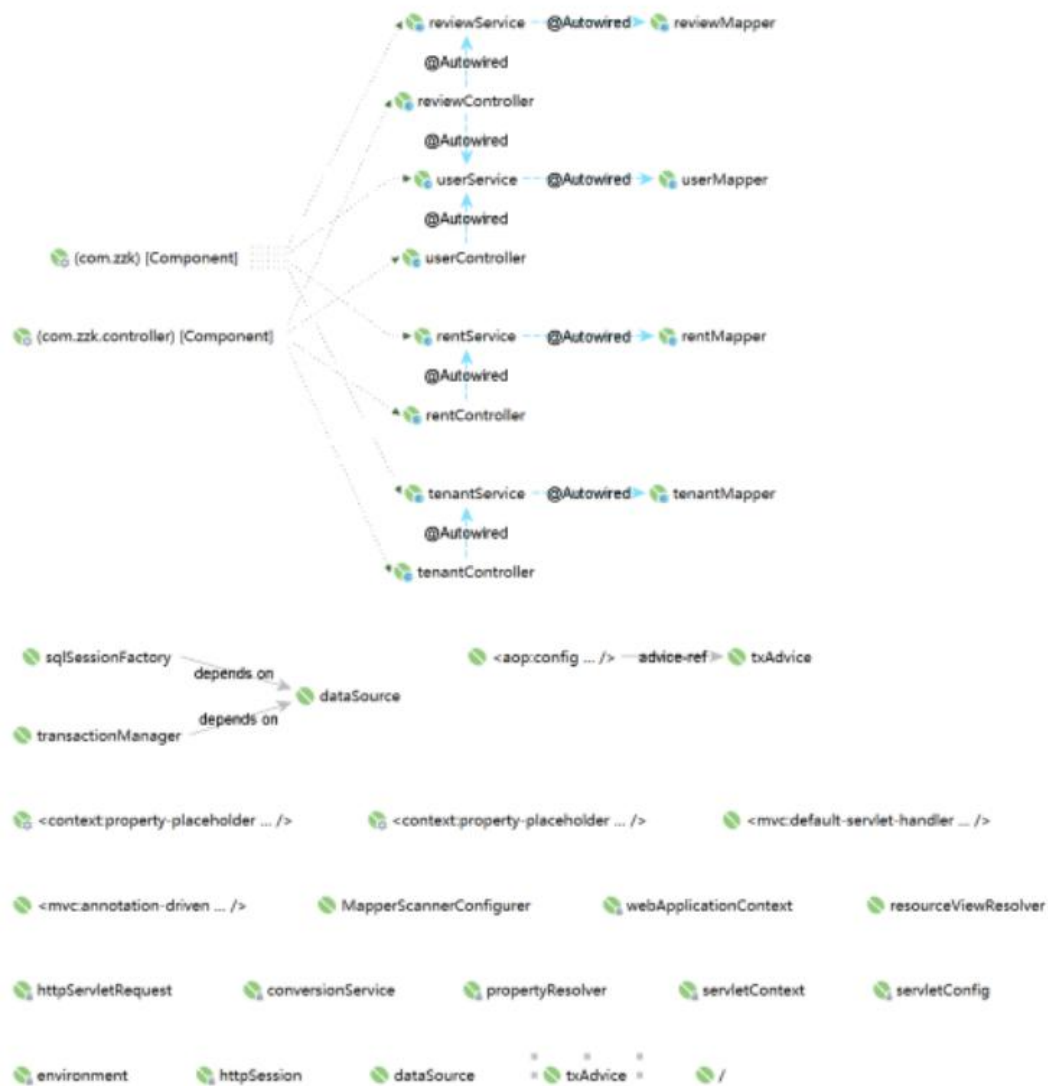 reviewService @Autowired reviewMapper
@Autowired
reviewController
@Autowired
userService @Autowired userMapper
@Autowired
(com.zzk) [Component] userController
(com.zzk.controller) [Component] rentService @Autowired rentMapper
@Autowired
rentController
tenantService @Autowired tenantMapper
@Autowired
tenantController
sqlSessionFactory <aop:config ... /> advice-ref txAdvice
depends on
dataSource
depends on
transactionManager
<context:property-placeholder ... /> <context:property-placeholder ... /> <mvc:default-servlet-handler ... />
<mvc:annotation-driven ... /> MapperScannerConfigurer webApplicationContext resourceViewResolver
httpServletRequest conversionService propertyResolver servletContext servletConfig
environment httpSession dataSource txAdvice /